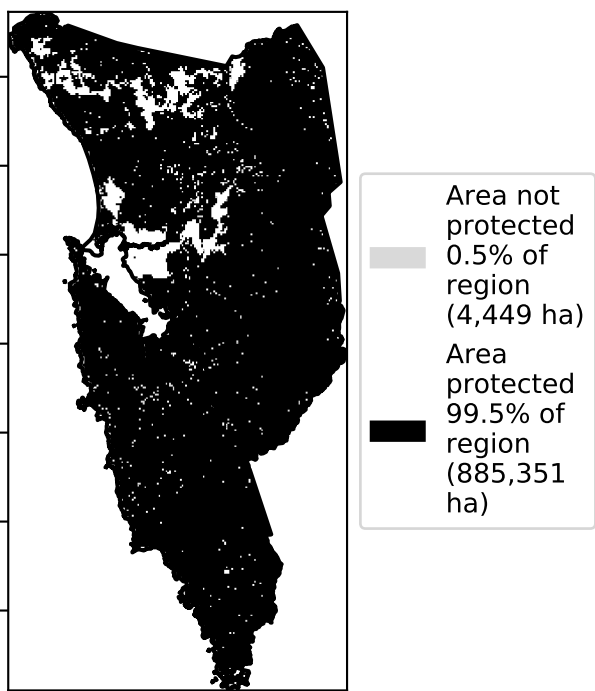 Area not
protected
0.5% of
region
(4,449 ha)
Area
protected
99.5% of
region
(885,351
ha)